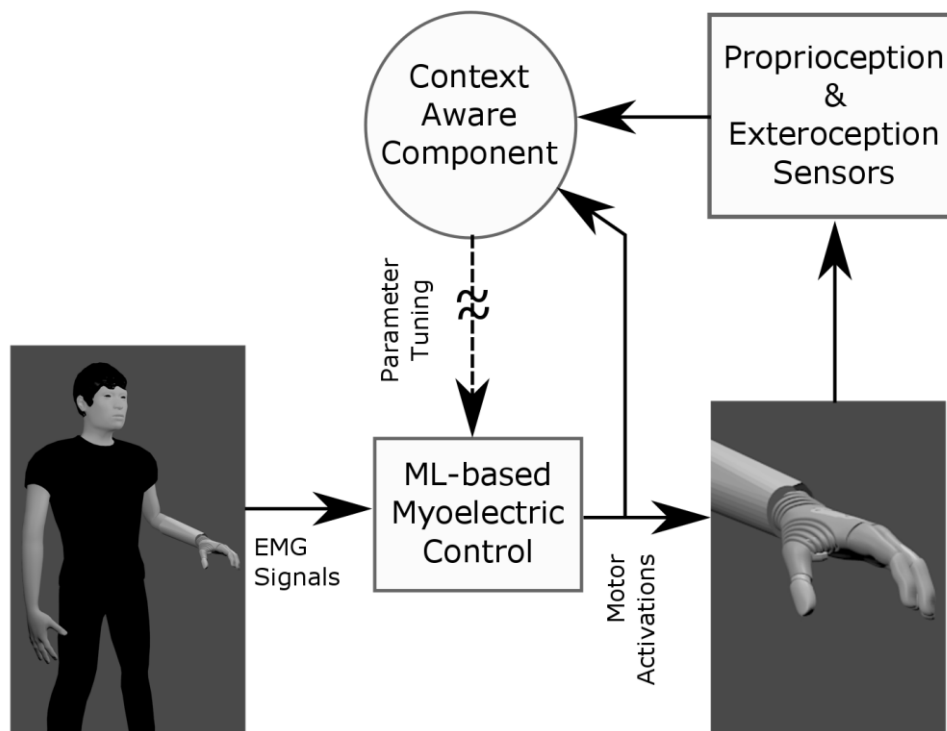 Context
Aware
Component
Proprioception
&
Exteroception
Sensors
Parameter
Tuning
EMG
Signals
ML-based
Myoelectric
Control
Motor
Activations